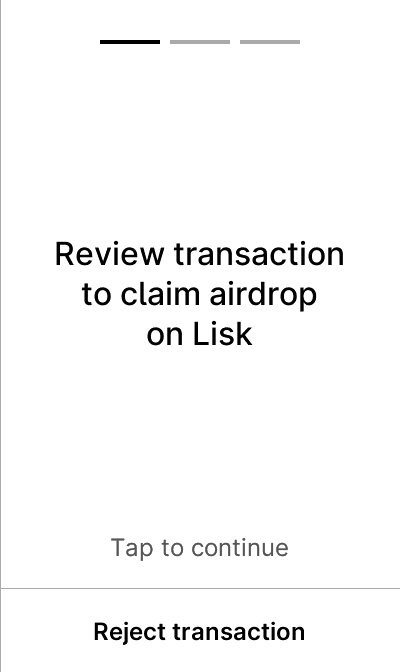 Review transaction
to claim airdrop
on Lisk
Tap to continue
Reject transaction